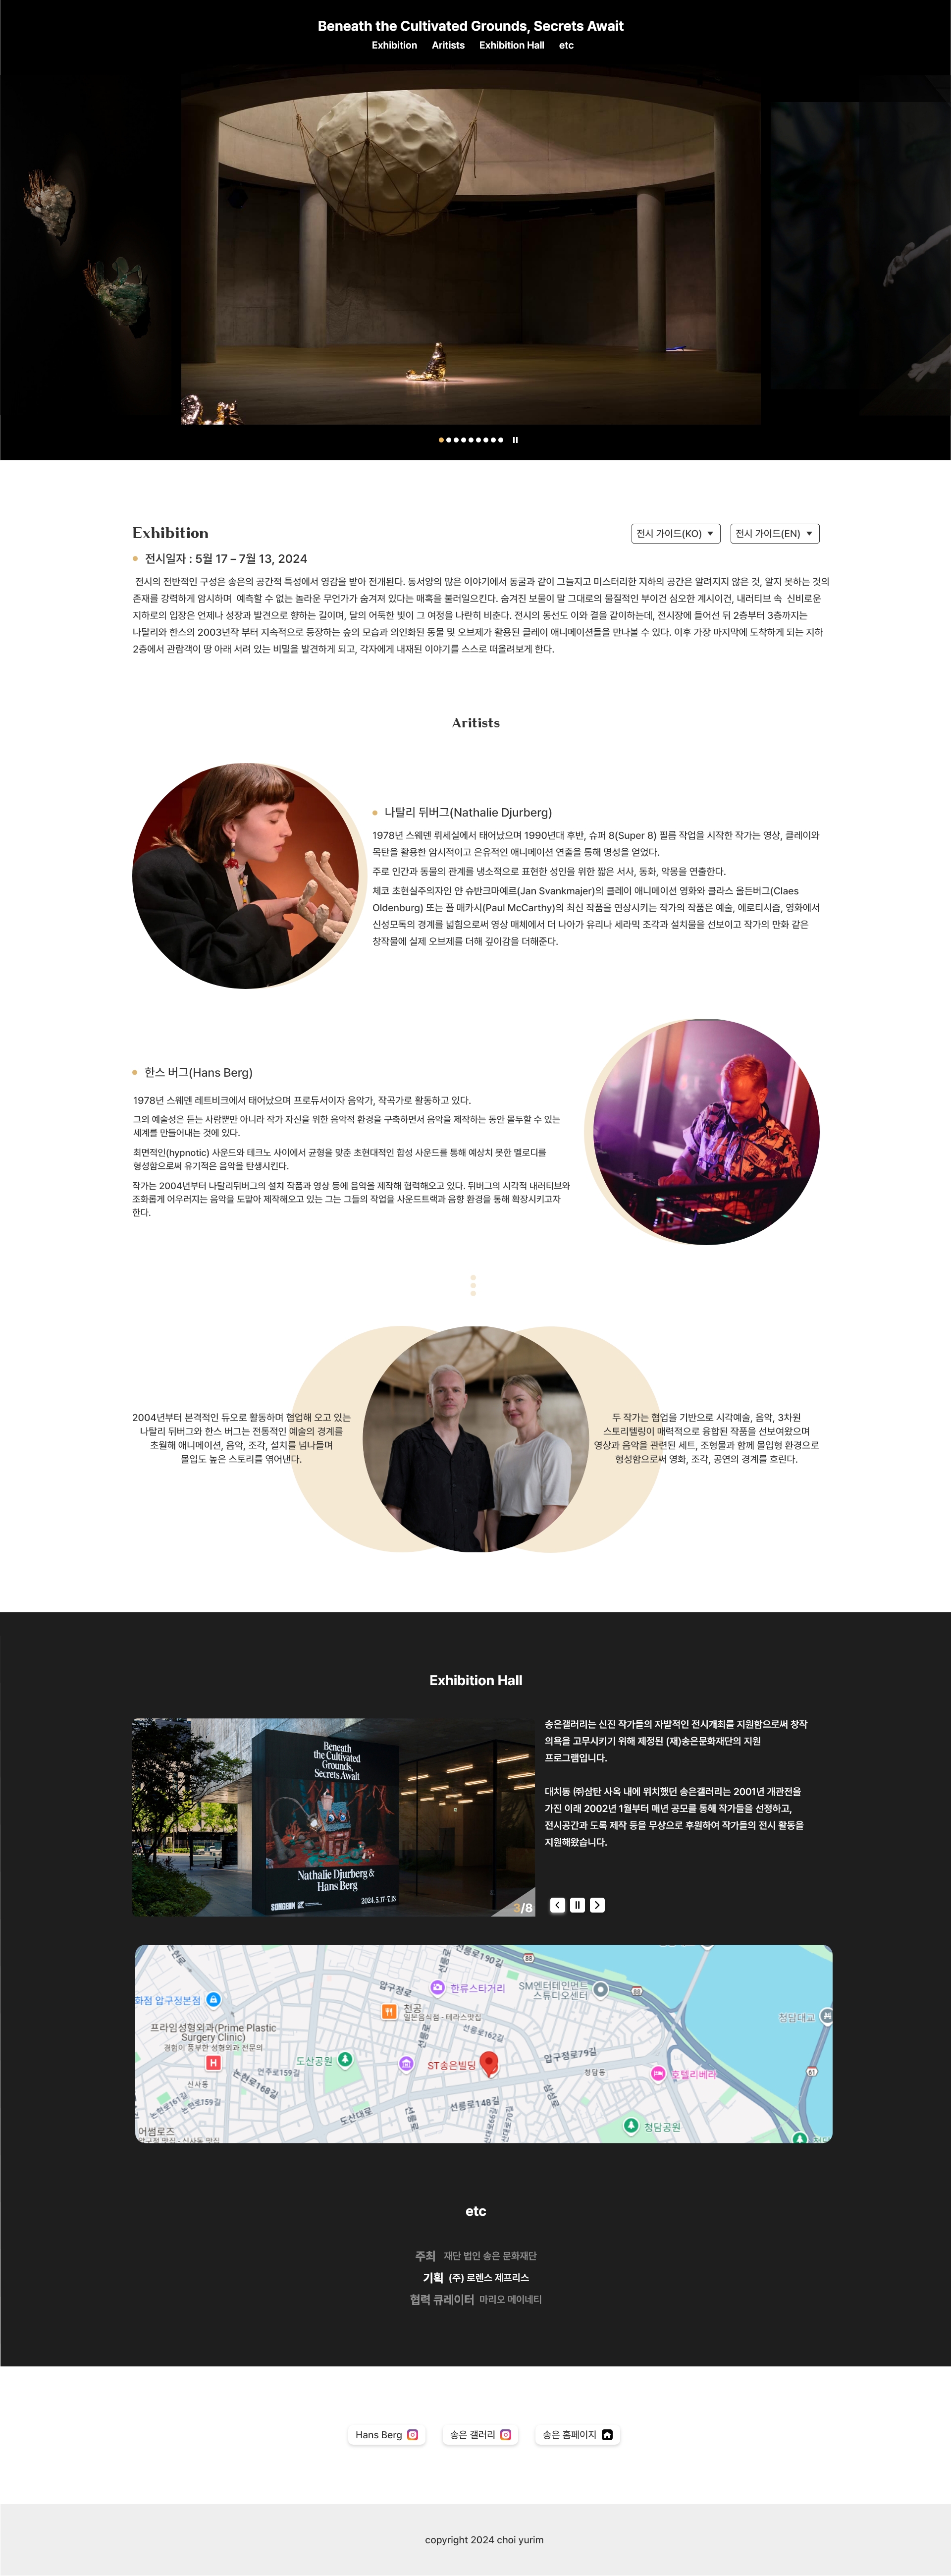 Beneath the Cultivated Grounds, Secrets Await
Exhibition Aritists Exhibition Hall etc
Exhibition
전시 가이드(KO) 전시 가이드(EN)
전시일자 : 5월 17 – 7월 13, 2024
전시의 전반적인 구성은 송은의 공간적 특성에서 영감을 받아 전개된다. 동서양의 많은 이야기에서 동굴과 같이 그늘지고 미스터리한 지하의 공간은 알려지지 않은 것, 알지 못하는 것의
존재를 강력하게 암시하며 예측할 수 없는 놀라운 무언가가 숨겨져 있다는 매혹을 불러일으킨다. 숨겨진 보물이 말 그대로의 물질적인 부이건 심오한 계시이건, 내러티브 속 신비로운
지하로의 입장은 언제나 성장과 발견으로 향하는 길이며, 달의 어둑한 빛이 그 여정을 나란히 비춘다. 전시의 동선도 이와 결을 같이하는데, 전시장에 들어선 뒤 2층부터 3층까지는
나탈리와 한스의 2003년작 부터 지속적으로 등장하는 숲의 모습과 의인화된 동물 및 오브제가 활용된 클레이 애니메이션들을 만나볼 수 있다. 이후 가장 마지막에 도착하게 되는 지하
2층에서 관람객이 땅 아래 서려 있는 비밀을 발견하게 되고, 각자에게 내재된 이야기를 스스로 떠올려보게 한다.
Aritists
나탈리 뒤버그(Nathalie Djurberg)
1978년 스웨덴 뤼세실에서 태어났으며 1990년대 후반, 슈퍼 8(Super 8) 필름 작업을 시작한 작가는 영상, 클레이와
목탄을 활용한 암시적이고 은유적인 애니메이션 연출을 통해 명성을 얻었다.
주로 인간과 동물의 관계를 냉소적으로 표현한 성인을 위한 짧은 서사, 동화, 악몽을 연출한다.
체코 초현실주의자인 얀 슈반크마예르(Jan Svankmajer)의 클레이 애니메이션 영화와 클라스 올든버그(Claes
Oldenburg) 또는 폴 매카시(Paul McCarthy)의 최신 작품을 연상시키는 작가의 작품은 예술, 에로티시즘, 영화에서
신성모독의 경계를 넓힘으로써 영상 매체에서 더 나아가 유리나 세라믹 조각과 설치물을 선보이고 작가의 만화 같은
창작물에 실제 오브제를 더해 깊이감을 더해준다.
한스 버그(Hans Berg)
1978년 스웨덴 레트비크에서 태어났으며 프로듀서이자 음악가, 작곡가로 활동하고 있다.
그의 예술성은 듣는 사람뿐만 아니라 작가 자신을 위한 음악적 환경을 구축하면서 음악을 제작하는 동안 몰두할 수 있는
세계를 만들어내는 것에 있다.
최면적인(hypnotic) 사운드와 테크노 사이에서 균형을 맞춘 초현대적인 합성 사운드를 통해 예상치 못한 멜로디를
형성함으로써 유기적은 음악을 탄생시킨다.
작가는 2004년부터 나탈리뒤버그의 설치 작품과 영상 등에 음악을 제작해 협력해오고 있다. 뒤버그의 시각적 내러티브와
조화롭게 어우러지는 음악을 도맡아 제작해오고 있는 그는 그들의 작업을 사운드트랙과 음향 환경을 통해 확장시키고자
한다.
2004년부터 본격적인 듀오로 활동하며 협업해 오고 있는
나탈리 뒤버그와 한스 버그는 전통적인 예술의 경계를
초월해 애니메이션, 음악, 조각, 설치를 넘나들며
몰입도 높은 스토리를 엮어낸다.
두 작가는 협업을 기반으로 시각예술, 음악, 3차원
스토리텔링이 매력적으로 융합된 작품을 선보여왔으며
영상과 음악을 관련된 세트, 조형물과 함께 몰입형 환경으로
형성함으로써 영화, 조각, 공연의 경계를 흐린다.
Exhibition Hall
Beneath
the Cultivated
Grounds,
Secrets Await
Nathalie Djurberg &
Hans Berg
2024.5.17-7.13
SONGEUN
3/8
송은갤러리는 신진 작가들의 자발적인 전시개최를 지원함으로써 창작
의욕을 고무시키기 위해 제정된 (재)송은문화재단의 지원
프로그램입니다.
대치동 ㈜삼탄 사옥 내에 위치했던 송은갤러리는 2001년 개관전을
가진 이래 2002년 1월부터 매년 공모를 통해 작가들을 선정하고,
전시공간과 도록 제작 등을 무상으로 후원하여 작가들의 전시 활동을
지원해왔습니다.
논현로
선릉로190길
88
압구정로
선릉로
한류스타거리
SM엔터테인먼트
스튜디오센터
88
화점 압구정본점
천공
일본음식점 - 테라스맛집
청담대교
프라임성형외과(Prime Plastic
Surgery Clinic)
경험이 풍부한 성형외과 전문의
선릉로162길
도산공원
ST송은빌딩
압구정로79길
청담동
호텔리베라
61
신사동
언주로159길
논현로168길
논현로161길
논현로159길
도산대로
선릉로
선릉로148길
삼성로
청담공원
어썸로즈
etc
주최 재단 법인 송은 문화재단
기획 (주) 로렌스 제프리스
협력 큐레이터 마리오 메이네티
Hans Berg 송은 갤러리 송은 홈페이지
copyright 2024 choi yurim